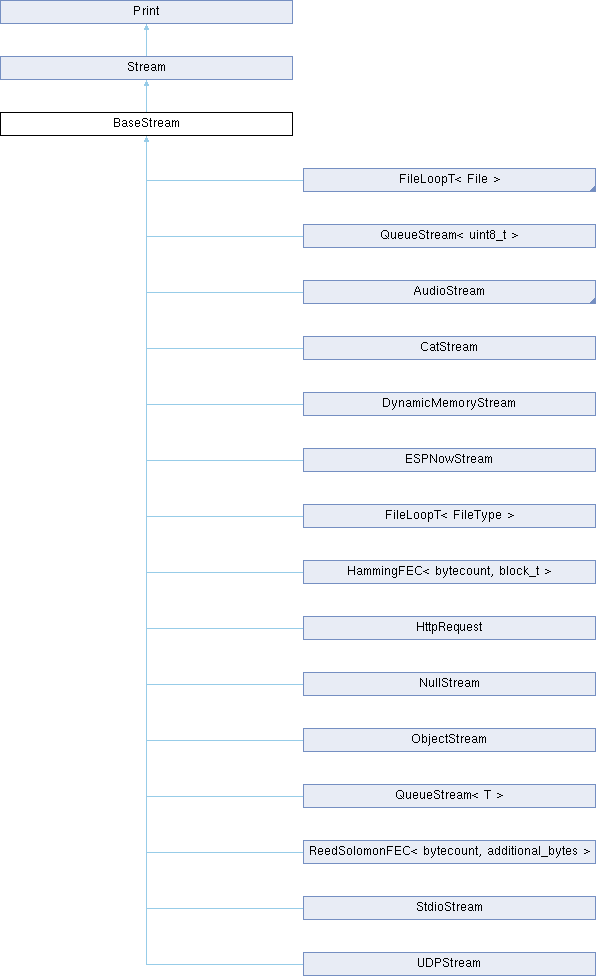 Print
Stream
BaseStream
FileLoopT< File >
QueueStream< uint8_t >
AudioStream
CatStream
DynamicMemoryStream
ESPNowStream
FileLoopT< FileType >
HammingFEC< bytecount, block_t >
HttpRequest
NullStream
ObjectStream
QueueStream< T >
ReedSolomonFEC< bytecount, additional_bytes >
StdioStream
UDPStream